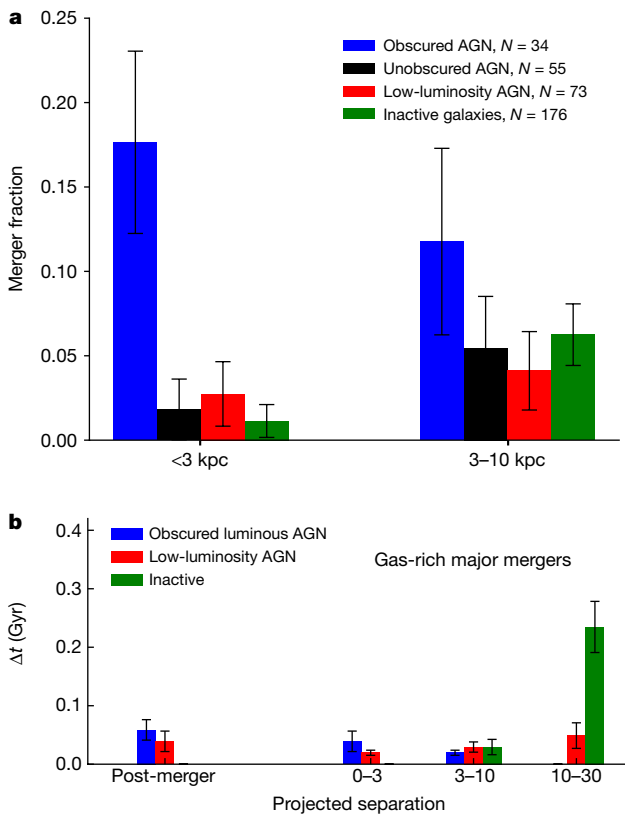 a
0.25
0.20
0.15
0.10
0.05
0.00
Merger fraction
Obscured AGN, N = 34
Unobscured AGN, N = 55
Low-luminosity AGN, N = 73
Inactive galaxies, N = 176
<3 kpc
3–10 kpc
b
0.4
0.3
0.2
0.1
0.0
Δt (Gyr)
Obscured luminous AGN
Low-luminosity AGN
Inactive
Gas-rich major mergers
Post-merger
0–3
3–10
10–30
Projected separation